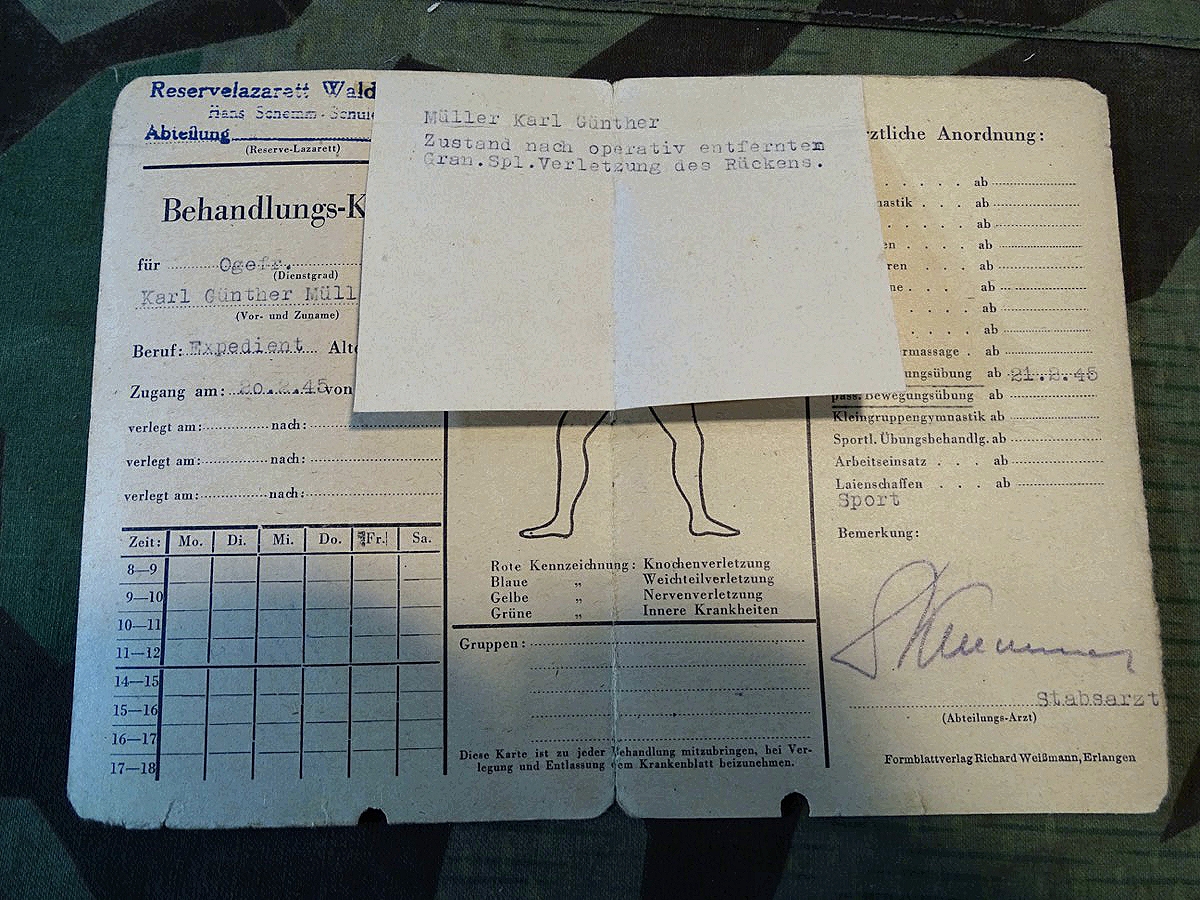 Reservelazarett Wald
Hans Schemm-Schule
Abteilung
(Reserve-Lazarett)
Behandlungs-K
für Ogefr.
(Dienstgrad)
Karl Günther Müll
(Vor- und Zuname)
Beruf: Expedient Alte
Zugang am: 20.2.45 von
verlegt am: nach:
verlegt am: nach:
verlegt am: nach:
Zeit: Mo. Di. Mi. Do. Fr. Sa.
8—9
9—10
10—11
11—12
14—15
15—16
16—17
17—18
Müller Karl Günther
Zustand nach operativ entferntem
Gran.Spl.Verletzung des Rückens.
Rote Kennzeichnung: Knochenverletzung
Blaue „ Weichteilverletzung
Gelbe „ Nervenverletzung
Grüne „ Innere Krankheiten
Gruppen:
Diese Karte ist zu jeder Behandlung mitzubringen, bei Ver-
legung und Entlassung dem Krankenblatt beizunehmen.
rztliche Anordnung:
ab
nastik . . . ab
ab
en . . . ab
ren . . . ab
ne . . . ab
ab
ab
rmassage . ab
ungsübung ab 21.2.45
pass. Bewegungsübung ab
Kleingruppengymnastik ab
Sportl. Übungsbehandlg. ab
Arbeitseinsatz . . . ab
Laienschaffen . . . ab
Sport
Bemerkung:
Stabsarzt
(Abteilungs-Arzt)
Formblattverlag Richard Weißmann, Erlangen